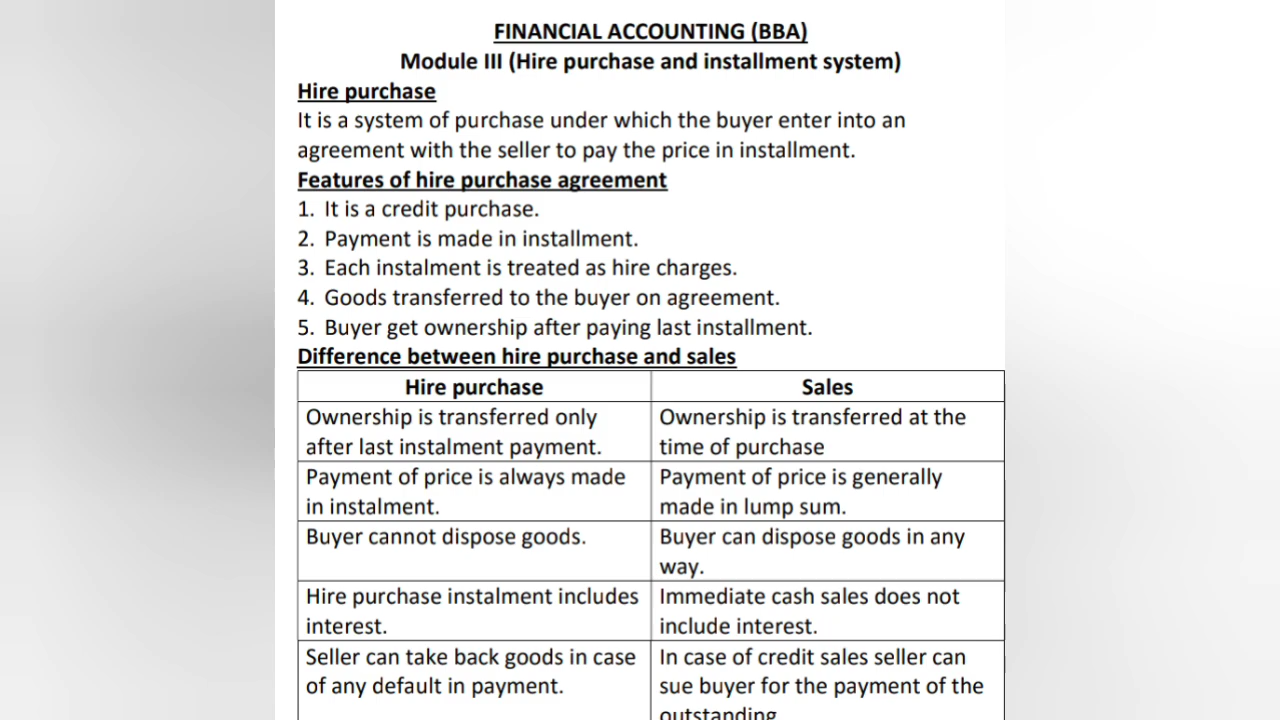 FINANCIAL ACCOUNTING (BBA)
Module III (Hire purchase and installment system)
Hire purchase
It is a system of purchase under which the buyer enter into an
agreement with the seller to pay the price in installment.
Features of hire purchase agreement
1. It is a credit purchase.
2. Payment is made in installment.
3. Each instalment is treated as hire charges.
4. Goods transferred to the buyer on agreement.
5. Buyer get ownership after paying last installment.
Difference between hire purchase and sales
Hire purchase
Sales
Ownership is transferred only
after last instalment payment.
Ownership is transferred at the
time of purchase
Payment of price is always made
in instalment.
Payment of price is generally
made in lump sum.
Buyer cannot dispose goods.
Buyer can dispose goods in any
way.
Hire purchase instalment includes
interest.
Immediate cash sales does not
include interest.
Seller can take back goods in case
of any default in payment.
In case of credit sales seller can
sue buyer for the payment of the
outstanding